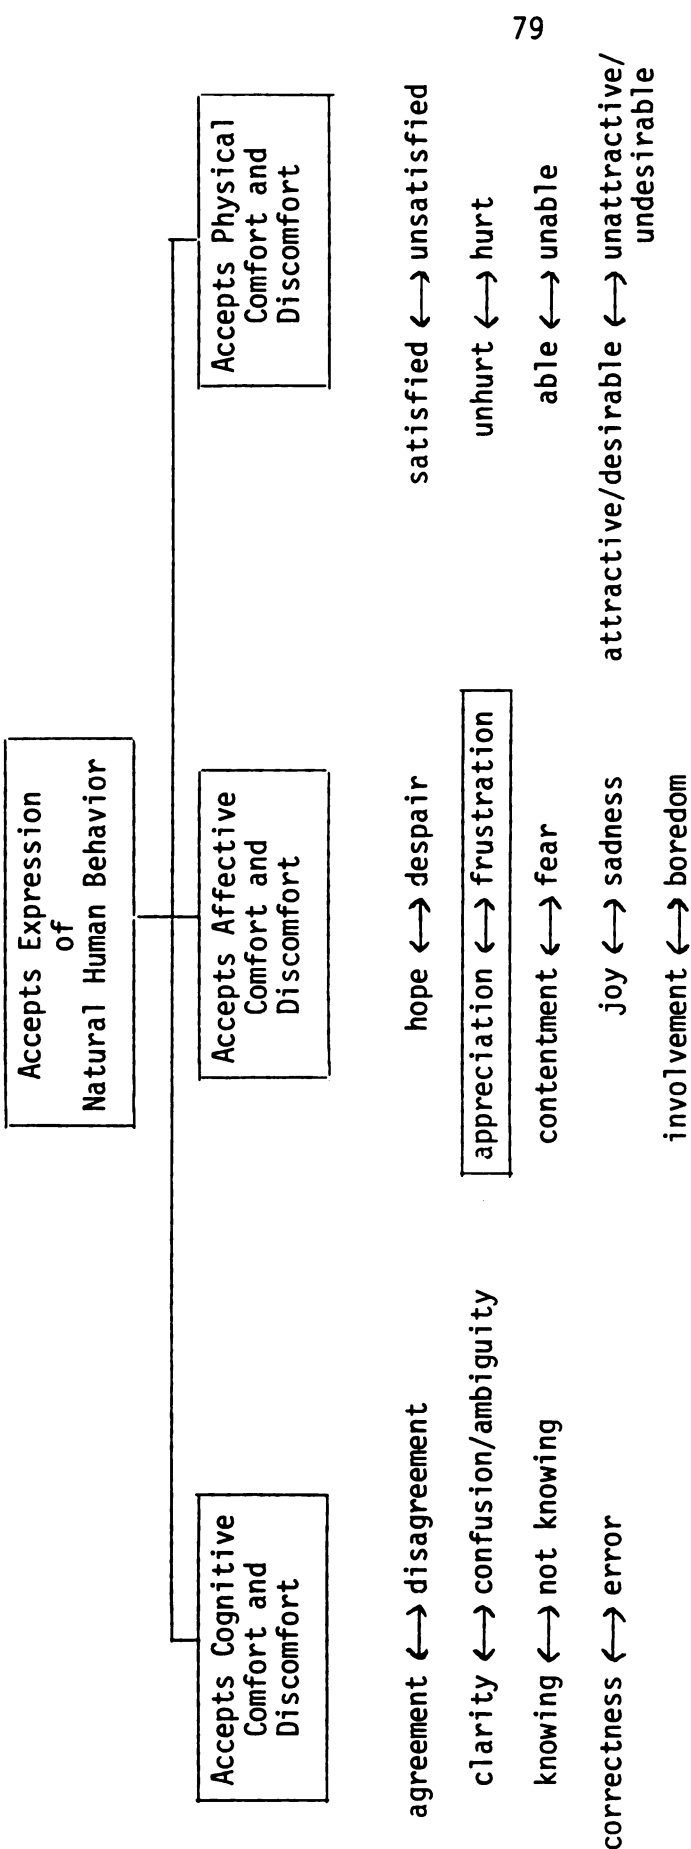 79
Accepts Expression
of
Natural Human Behavior
Accepts Cognitive
Comfort and
Discomfort
agreement ⟷ disagreement
clarity ⟷ confusion/ambiguity
knowing ⟷ not knowing
correctness ⟷ error
Accepts Affective
Comfort and
Discomfort
hope ⟷ despair
appreciation ⟷ frustration
contentment ⟷ fear
joy ⟷ sadness
involvement ⟷ boredom
Accepts Physical
Comfort and
Discomfort
satisfied ⟷ unsatisfied
unhurt ⟷ hurt
able ⟷ unable
attractive/desirable ⟷ unattractive/
undesirable